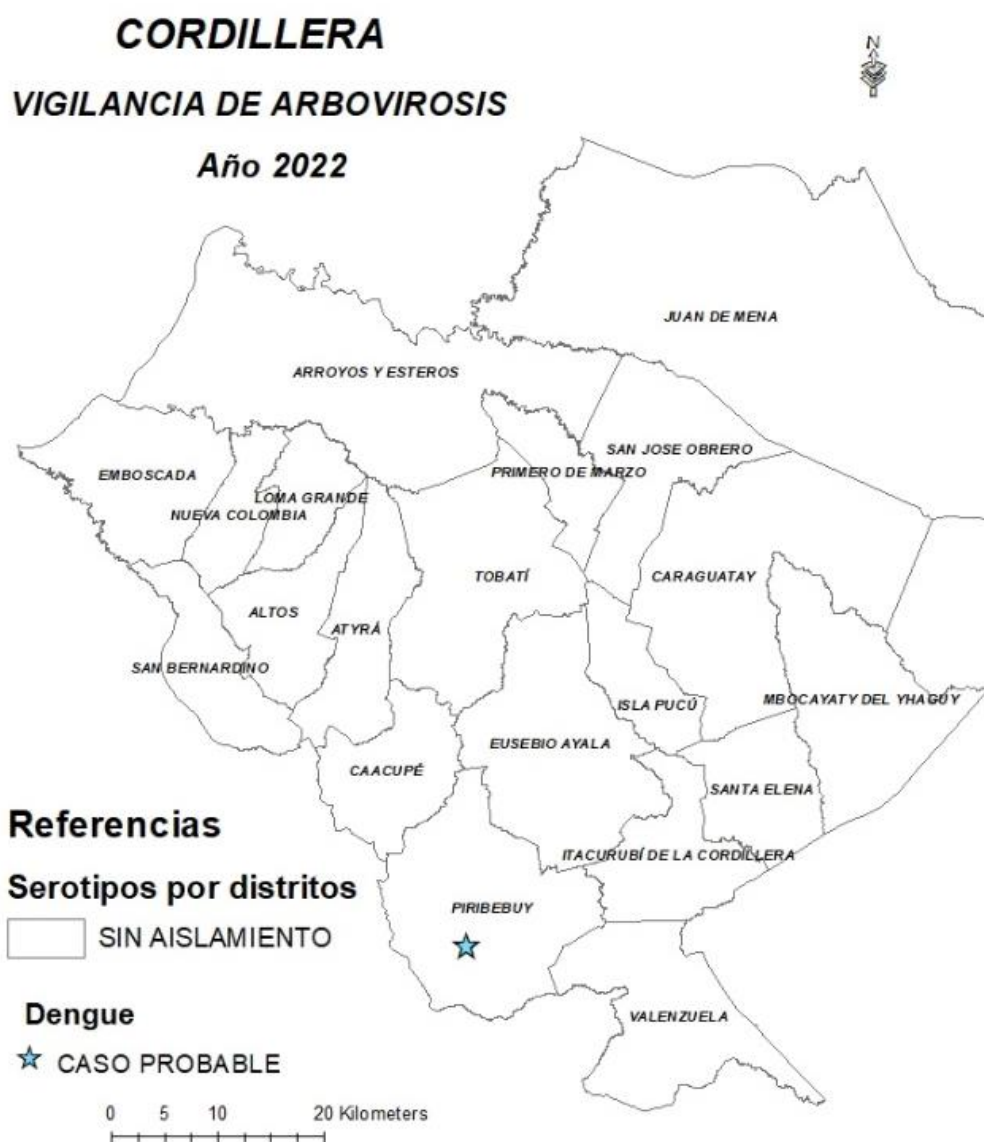 CORDILLERA
VIGILANCIA DE ARBOVIROSIS
Año 2022
N
JUAN DE MENA
ARROYOS Y ESTEROS
SAN JOSE OBRERO
PRIMERO DE MARZO
EMBOSCADA
LOMA GRANDE
NUEVA COLOMBIA
TOBATÍ
CARAGUATAY
ALTOS
ATYRÁ
SAN BERNARDINO
MBOCAYATY DEL YHAGUY
ISLA PUCÚ
EUSEBIO AYALA
CAACUPÉ
SANTA ELENA
ITACURUBÍ DE LA CORDILLERA
PIRIBEBUY
VALENZUELA
Referencias
Serotipos por distritos
SIN AISLAMIENTO
Dengue
CASO PROBABLE
0 5 10 20 Kilometers